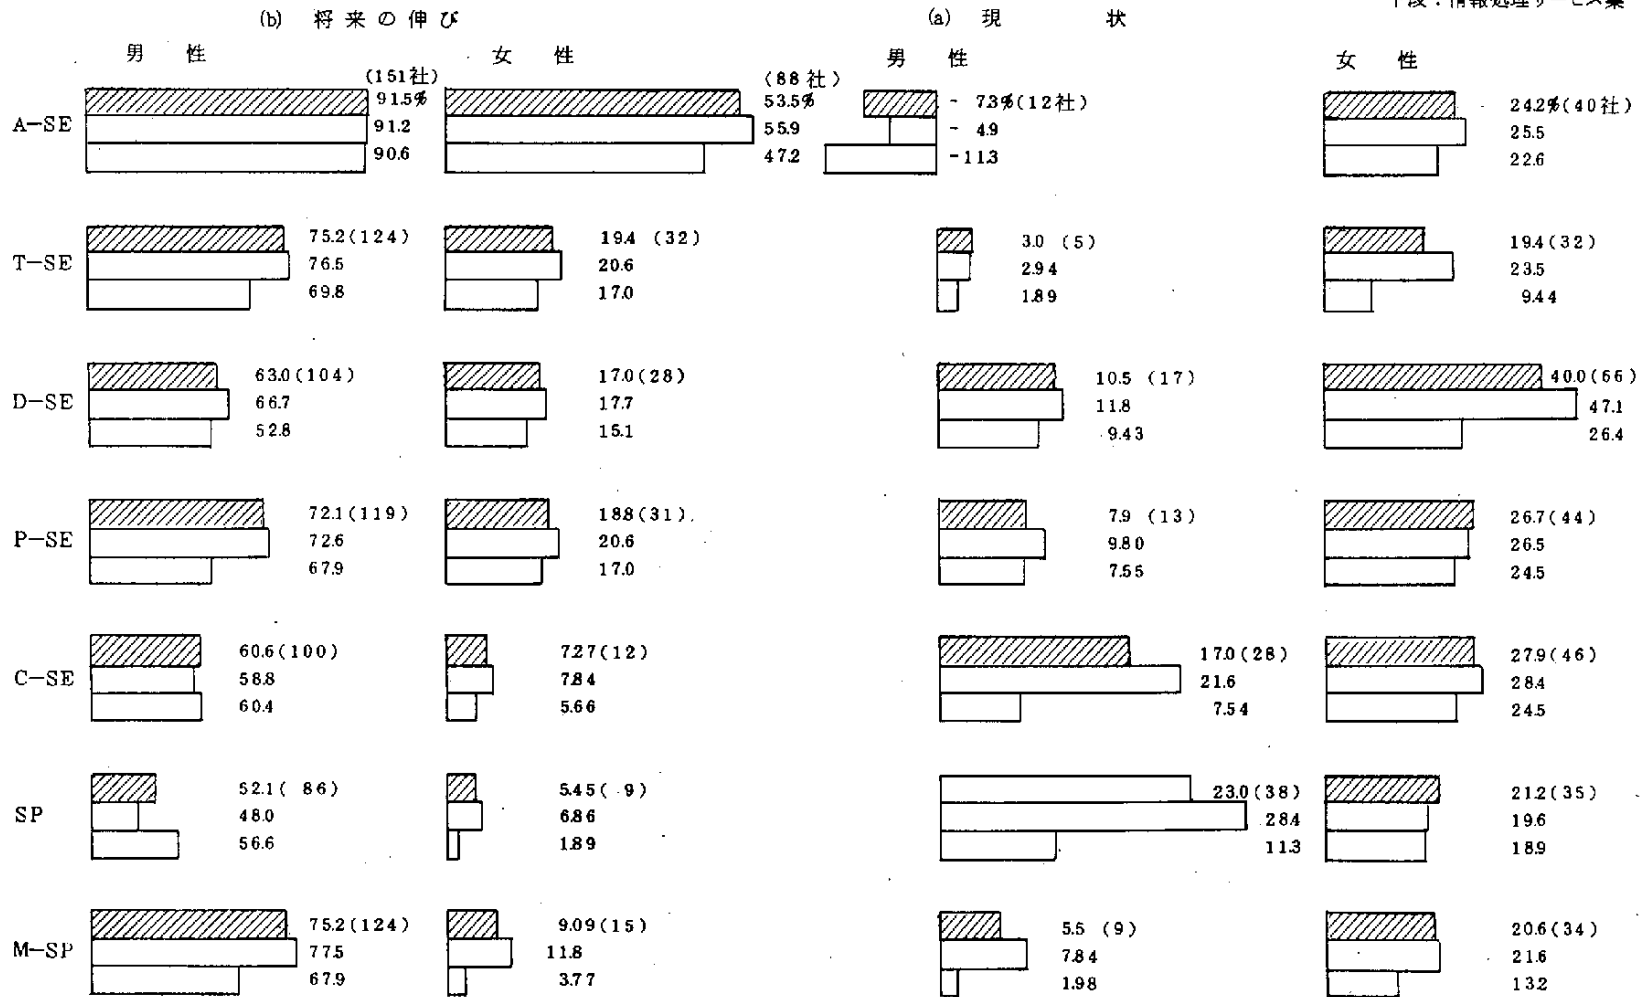 下段：情報処理サービス業
(b) 将来の伸び (a) 現 状
男 性 女 性 男 性 女 性
(151社) (88社)
91.5% 53.5% - 7.3%(12社) 24.2%(40社)
A-SE 91.2 55.9 - 4.9 25.5
90.6 47.2 -11.3 22.6
75.2(124) 19.4 (32) 3.0 (5) 19.4(32)
T-SE 76.5 20.6 2.94 23.5
69.8 17.0 1.89 9.44
63.0(104) 17.0(28) 10.5 (17) 40.0(66)
D-SE 66.7 17.7 11.8 47.1
52.8 15.1 9.43 26.4
72.1(119) 18.8(31) 7.9 (13) 26.7(44)
P-SE 72.6 20.6 9.80 26.5
67.9 17.0 7.55 24.5
60.6(100) 7.27(12) 17.0(28) 27.9(46)
C-SE 58.8 7.84 21.6 28.4
60.4 5.66 7.54 24.5
52.1( 86) 5.45( 9) 23.0(38) 21.2(35)
SP 48.0 6.86 28.4 19.6
56.6 1.89 11.3 18.9
75.2(124) 9.09(15) 5.5 (9) 20.6(34)
M-SP 77.5 11.8 7.84 21.6
67.9 3.77 1.98 13.2